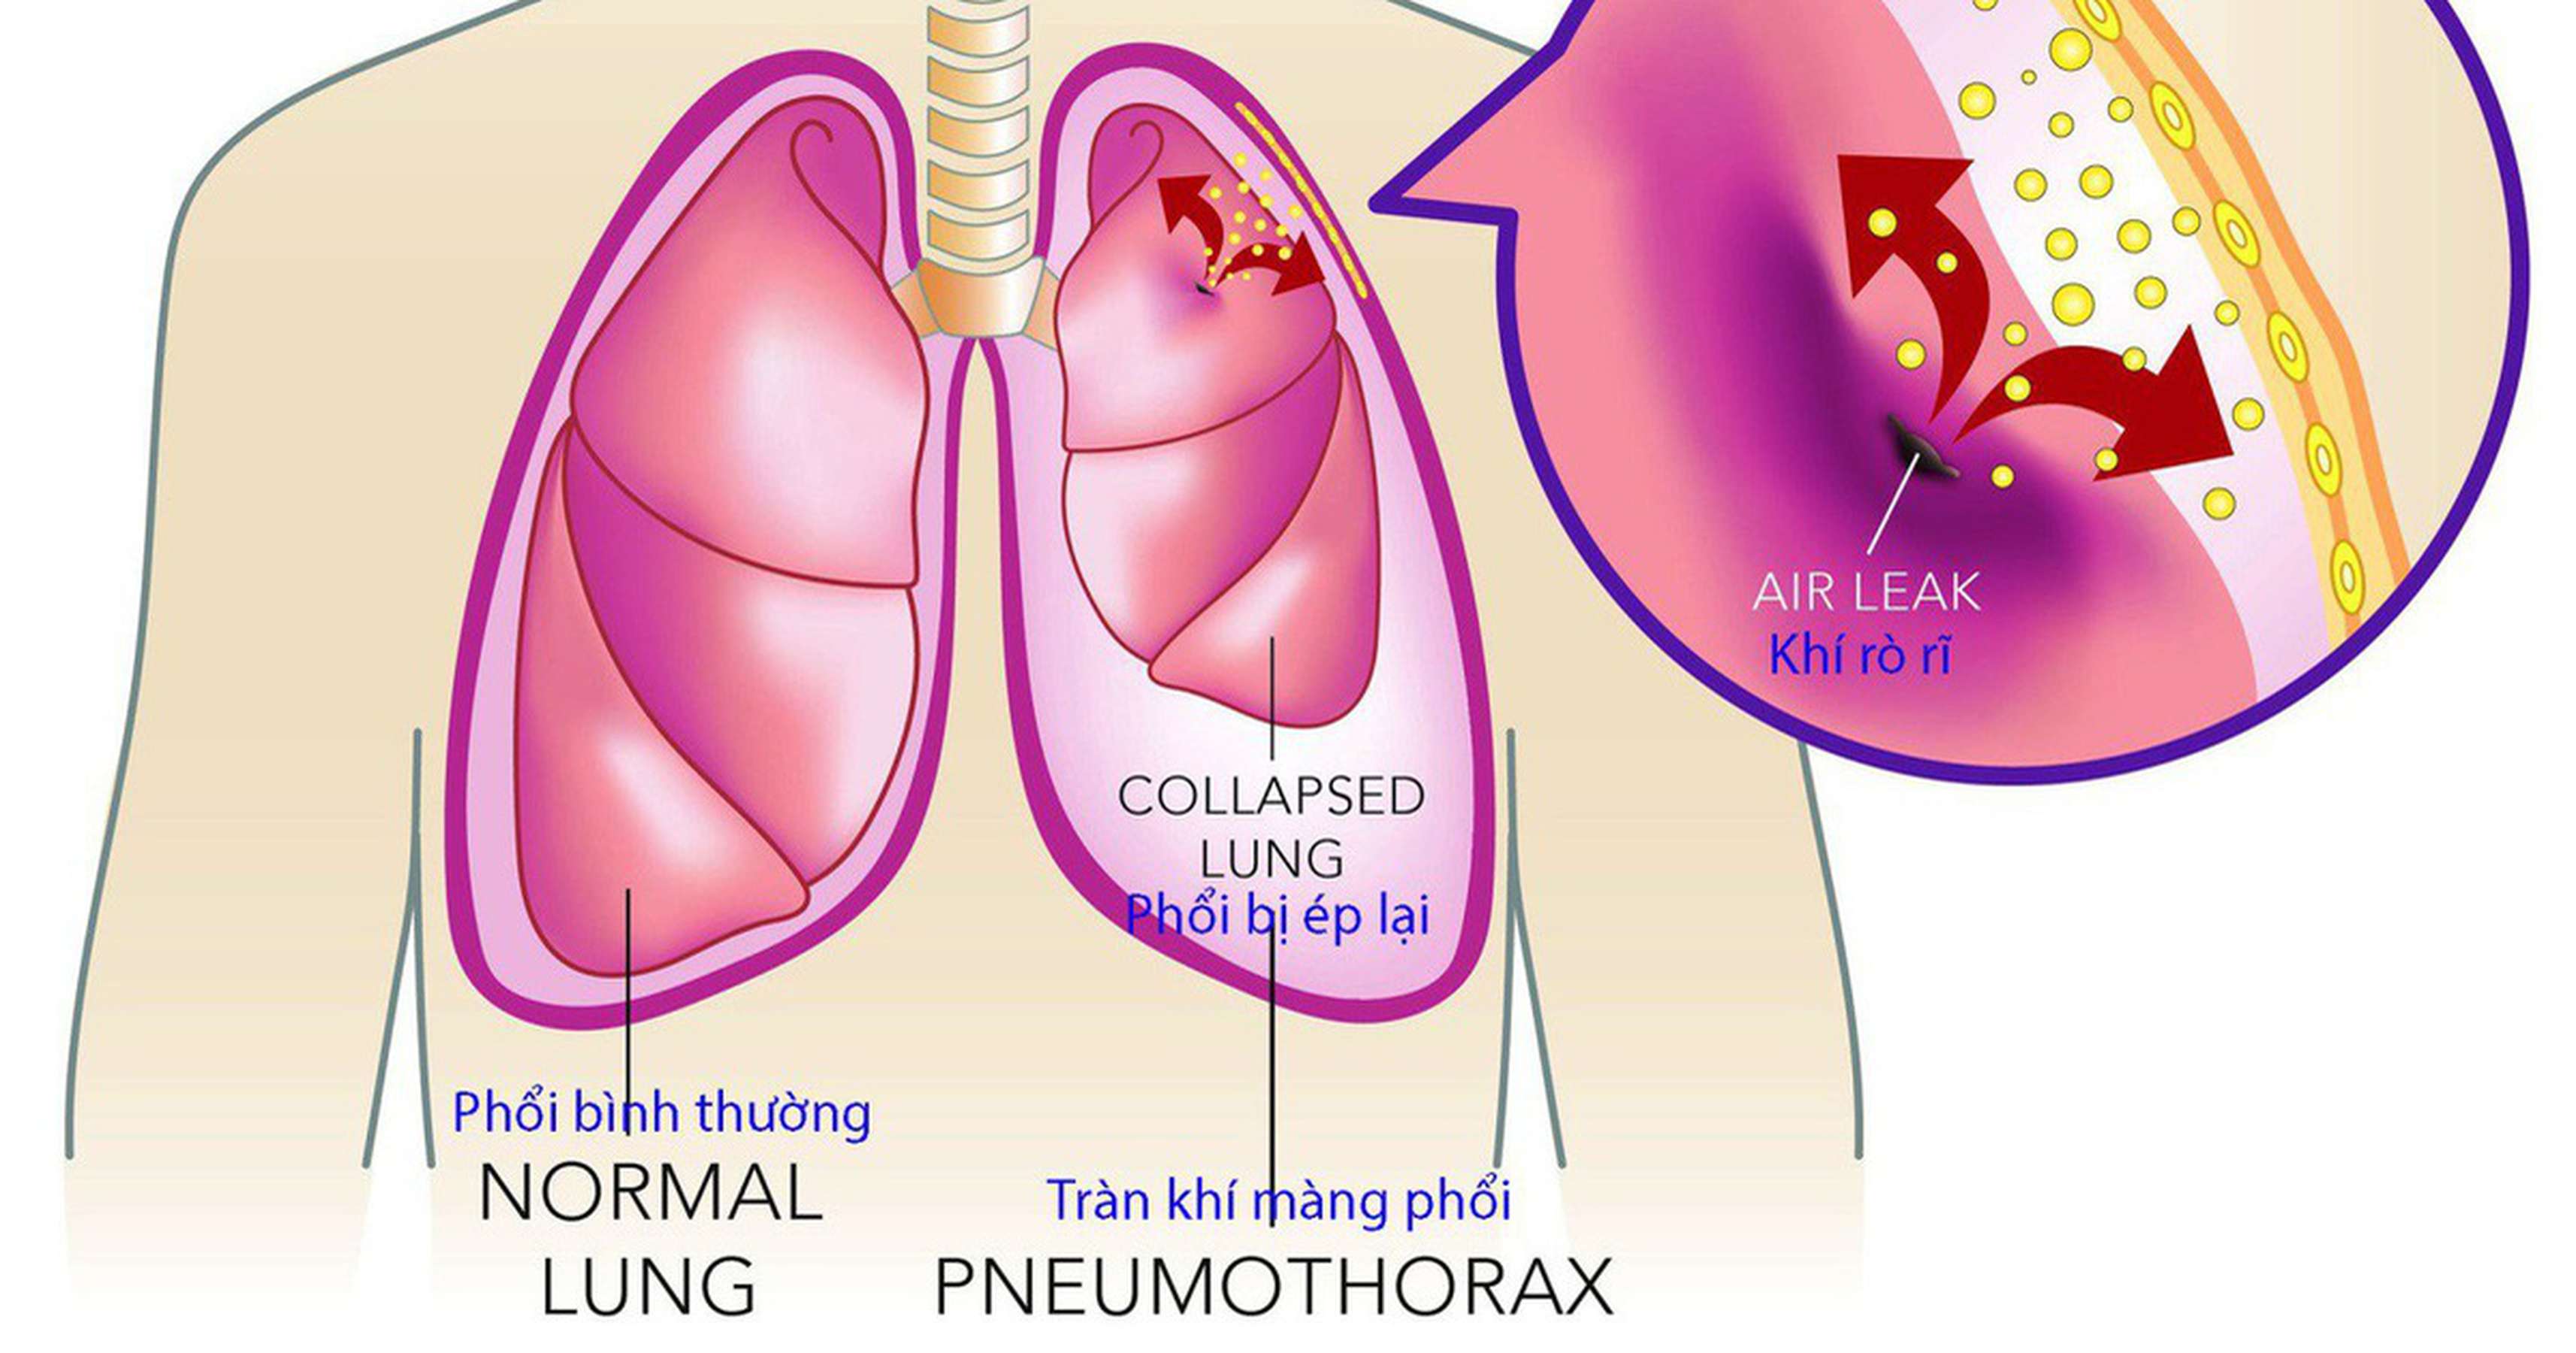 AIR LEAK
Khí rò rĩ
COLLAPSED
LUNG
Phổi bị ép lại
Phổi bình thường
NORMAL
LUNG
Tràn khí màng phổi
PNEUMOTHORAX